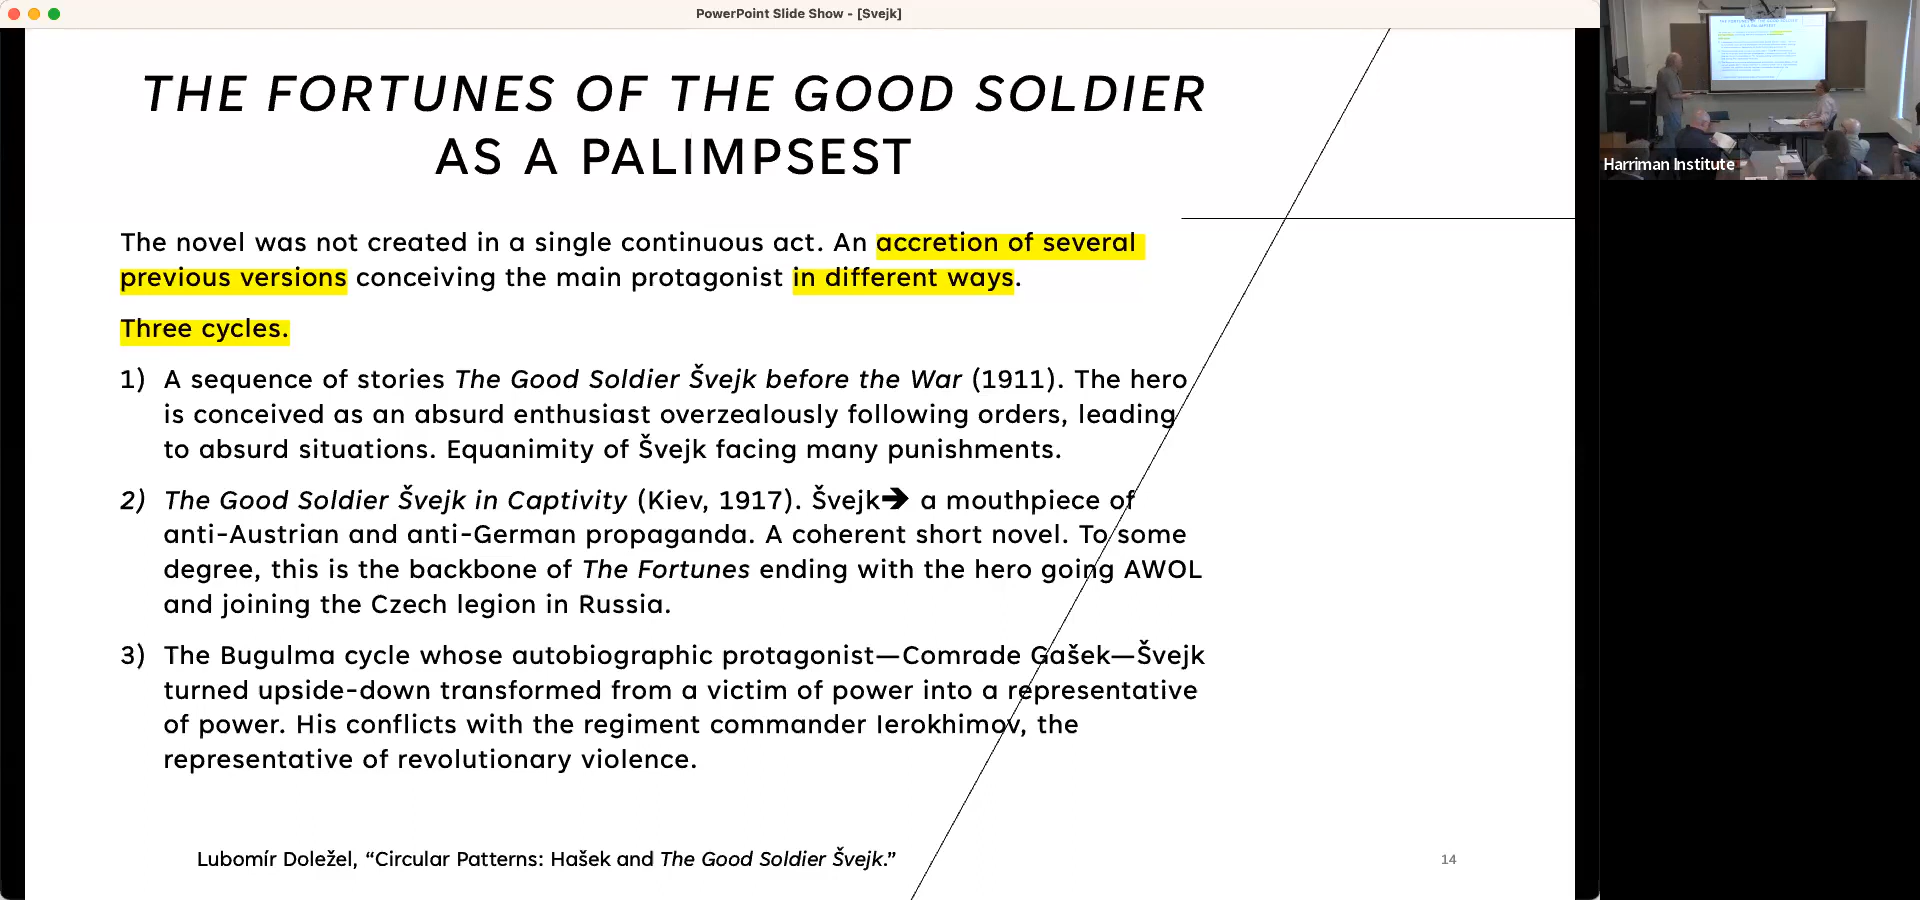 PowerPoint Slide Show - [Svejk]
THE FORTUNES OF THE GOOD SOLDIER
AS A PALIMPSEST
The novel was not created in a single continuous act. An accretion of several
previous versions conceiving the main protagonist in different ways.
Three cycles.
1) A sequence of stories The Good Soldier Švejk before the War (1911). The hero
is conceived as an absurd enthusiast overzealously following orders, leading
to absurd situations. Equanimity of Švejk facing many punishments.
2) The Good Soldier Švejk in Captivity (Kiev, 1917). Švejk➔ a mouthpiece of
anti-Austrian and anti-German propaganda. A coherent short novel. To some
degree, this is the backbone of The Fortunes ending with the hero going AWOL
and joining the Czech legion in Russia.
3) The Bugulma cycle whose autobiographic protagonist—Comrade Gašek—Švejk
turned upside-down transformed from a victim of power into a representative
of power. His conflicts with the regiment commander Ierokhimov, the
representative of revolutionary violence.
Lubomír Doležel, “Circular Patterns: Hašek and The Good Soldier Švejk.”
14
Harriman Institute